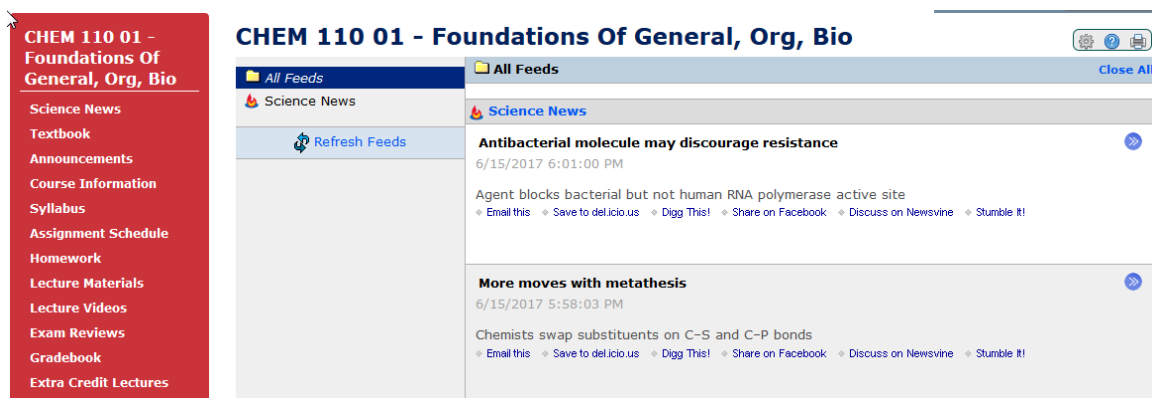 CHEM 110 01 -
Foundations Of
General, Org, Bio
Science News
Textbook
Announcements
Course Information
Syllabus
Assignment Schedule
Homework
Lecture Materials
Lecture Videos
Exam Reviews
Gradebook
Extra Credit Lectures
CHEM 110 01 - Foundations Of General, Org, Bio
All Feeds
Science News
Refresh Feeds
All Feeds Close All
Science News
Antibacterial molecule may discourage resistance
6/15/2017 6:01:00 PM
Agent blocks bacterial but not human RNA polymerase active site
Email this Save to del.icio.us Digg This! Share on Facebook Discuss on Newsvine Stumble It!
More moves with metathesis
6/15/2017 5:58:03 PM
Chemists swap substituents on C–S and C–P bonds
Email this Save to del.icio.us Digg This! Share on Facebook Discuss on Newsvine Stumble It!